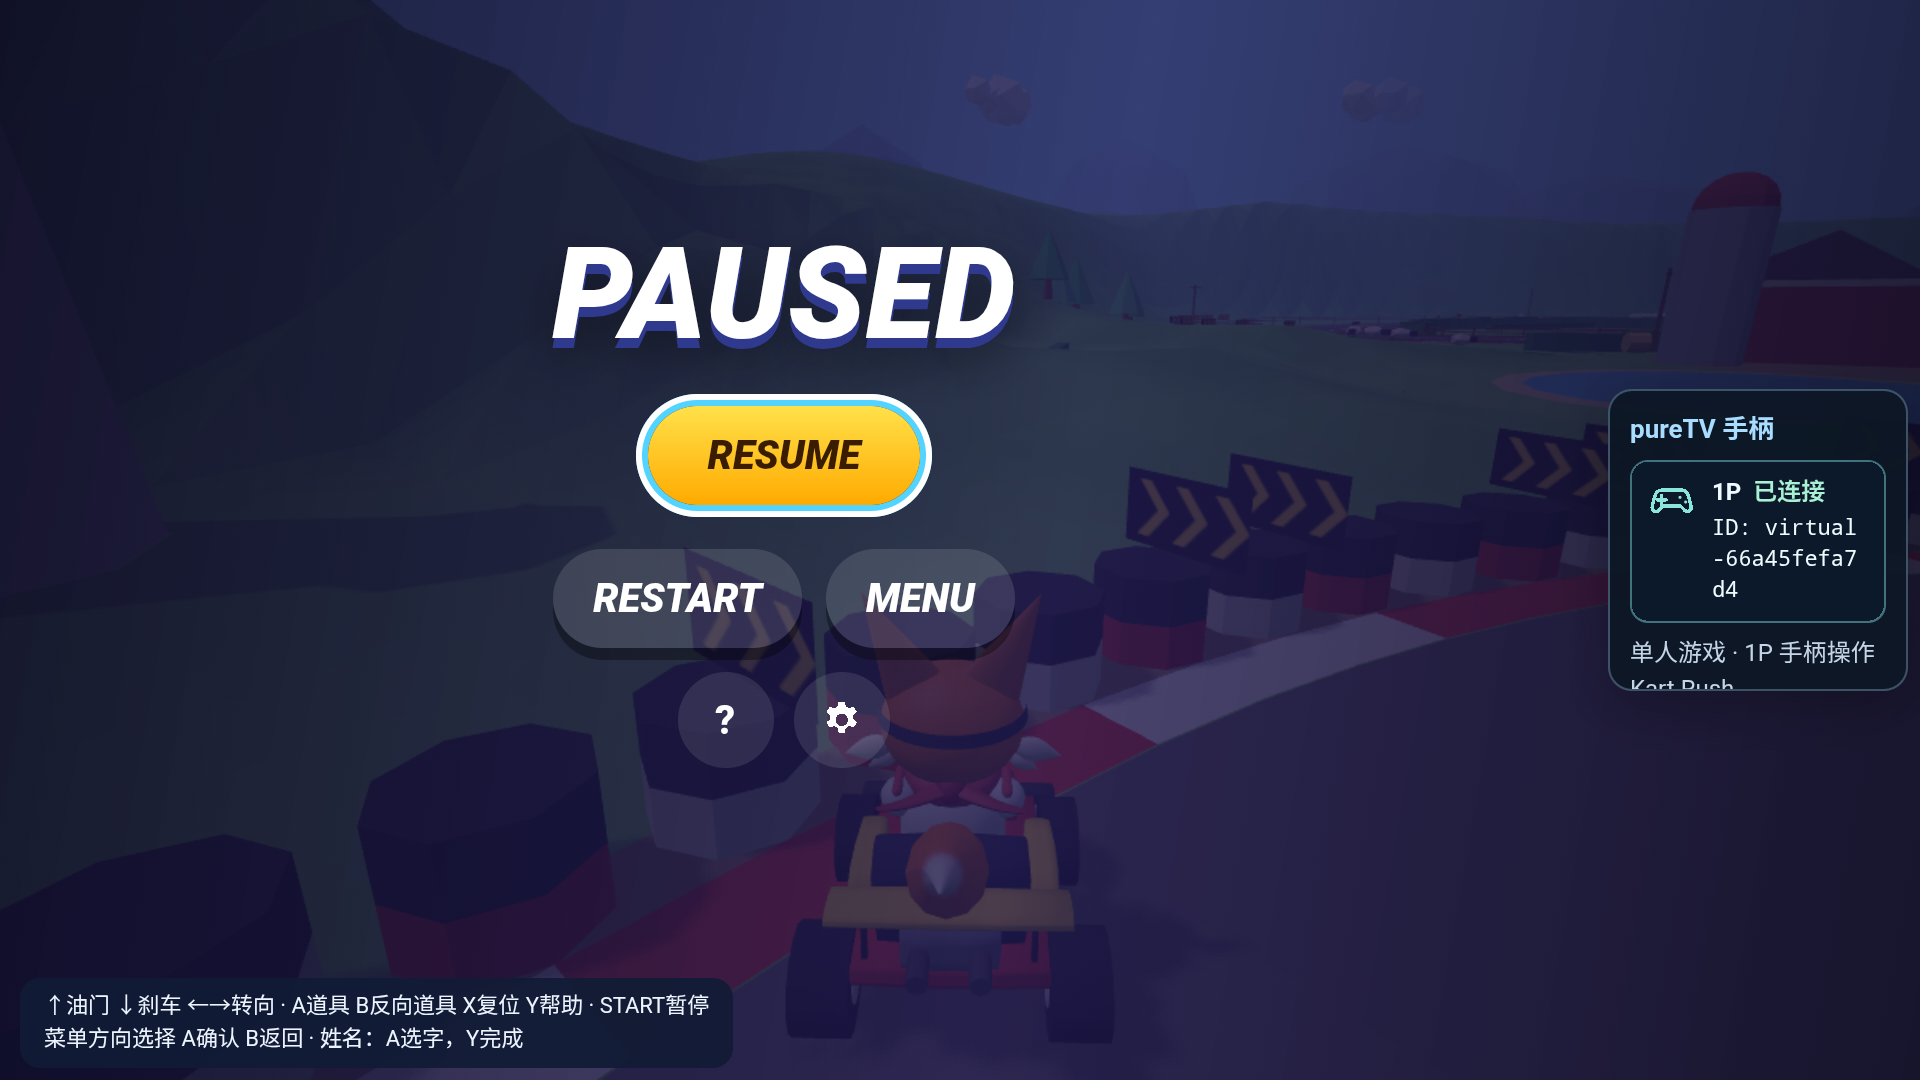 PAUSED
RESUME
RESTART
MENU
?
pureTV 手柄
1P 已连接
ID: virtual
-66a45fefa7
d4
单人游戏 · 1P 手柄操作
Kart Rush
↑油门 ↓刹车 ←→转向 · A道具 B反向道具 X复位 Y帮助 · START暂停
菜单方向选择 A确认 B返回 · 姓名：A选字，Y完成